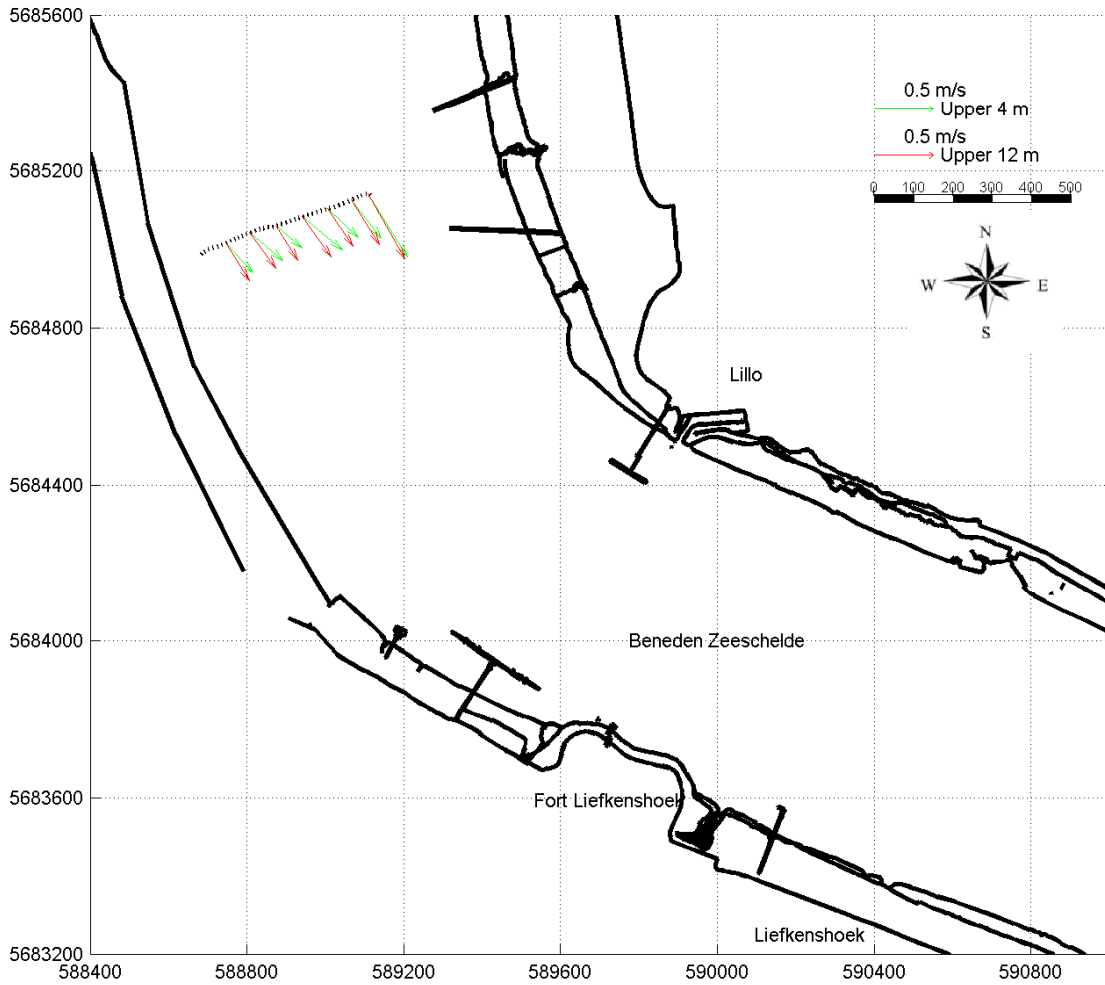 5685600
0.5 m/s
Upper 4 m
0.5 m/s
Upper 12 m
5685200
0 100 200 300 400 500
N
W E
S
5684800
Lillo
5684400
5684000
Beneden Zeeschelde
5683600
Fort Liefkenshoek
Liefkenshoek
5683200
588400 588800 589200 589600 590000 590400 590800